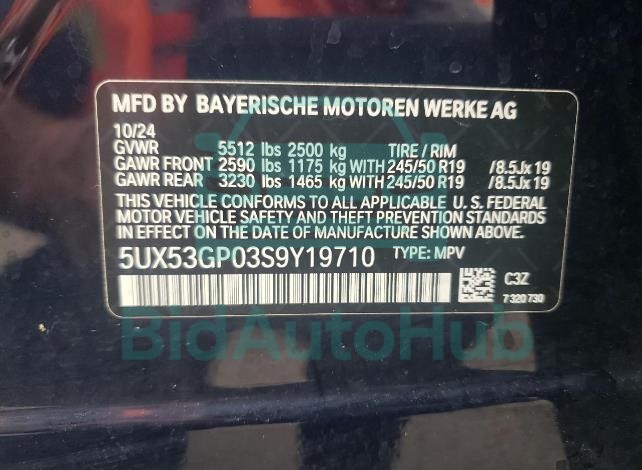 MFD BY BAYERISCHE MOTOREN WERKE AG
10/24
GVWR 5512 lbs 2500 kg TIRE / RIM
GAWR FRONT 2590 lbs 1175 kg WITH 245/50 R19 /8.5Jx19
GAWR REAR 3230 lbs 1465 kg WITH 245/50 R19 /8.5Jx19
THIS VEHICLE CONFORMS TO ALL APPLICABLE U.S. FEDERAL
MOTOR VEHICLE SAFETY AND THEFT PREVENTION STANDARDS
IN EFFECT ON THE DATE OF MANUFACTURE SHOWN ABOVE.
5UX53GP03S9Y19710 TYPE: MPV
C3Z
7 320 730
BidAutoHub